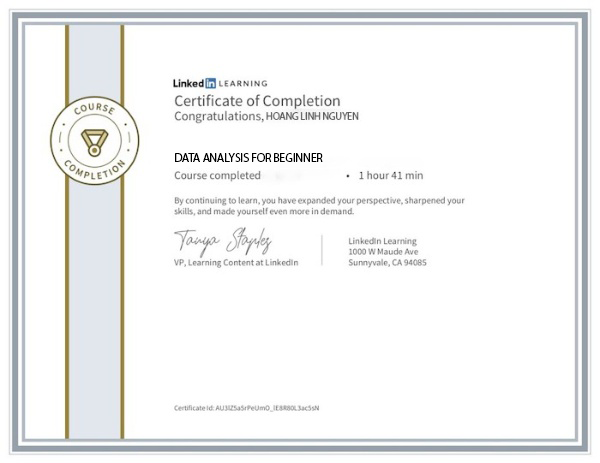 COURSE
COMPLETION
Linked in LEARNING
Certificate of Completion
Congratulations, HOANG LINH NGUYEN
DATA ANALYSIS FOR BEGINNER
Course completed • 1 hour 41 min
By continuing to learn, you have expanded your perspective, sharpened your
skills, and made yourself even more in demand.
Tanya Staples
VP, Learning Content at LinkedIn
LinkedIn Learning
1000 W Maude Ave
Sunnyvale, CA 94085
Certificate Id: